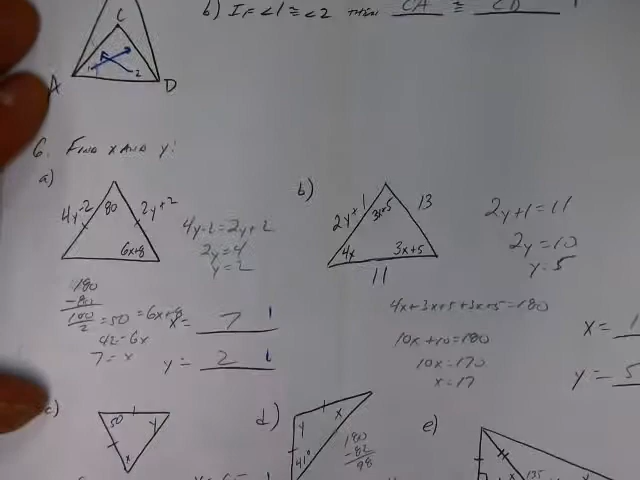 C
b) IF <1 ≅ <2 THEN CA ≅ CD
1 2
A D
6. FIND X AND Y!
a)
4y-2 80 2y+2
6x+8
4y-2=2y+2
2y=4
y=2
180
-80
100
2
=50 =6x+8
42=6x
7=x
x= 7 1
y= 2 1
b)
2y+1 3x+5 13
4x 3x+5
11
2y+1=11
2y=10
y=5
4x+3x+5+3x+5=180
10x+10=180
10x=170
x=17
x= 1
y= 5
c)
50 y
x
d)
y x
41°
180
-82
98
e)
135